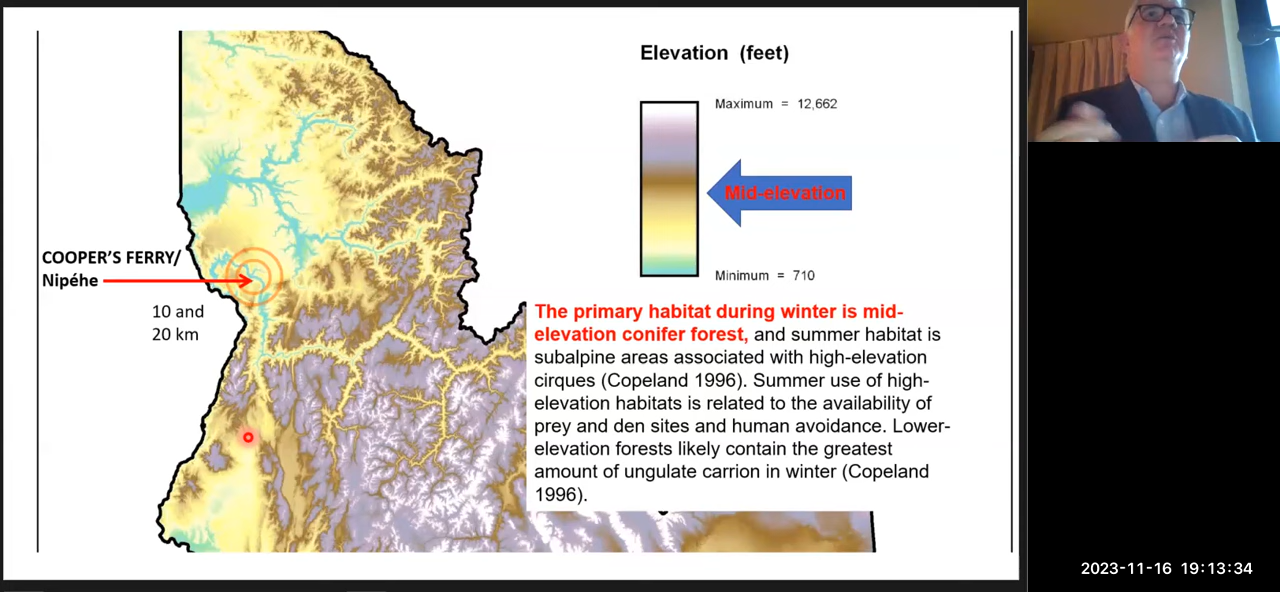 Elevation (feet)
Maximum = 12,662
Mid-elevation
Minimum = 710
COOPER'S FERRY/
Nipéhe
10 and
20 km
The primary habitat during winter is mid-
elevation conifer forest, and summer habitat is
subalpine areas associated with high-elevation
cirques (Copeland 1996). Summer use of high-
elevation habitats is related to the availability of
prey and den sites and human avoidance. Lower-
elevation forests likely contain the greatest
amount of ungulate carrion in winter (Copeland
1996).
2023-11-16 19:13:34